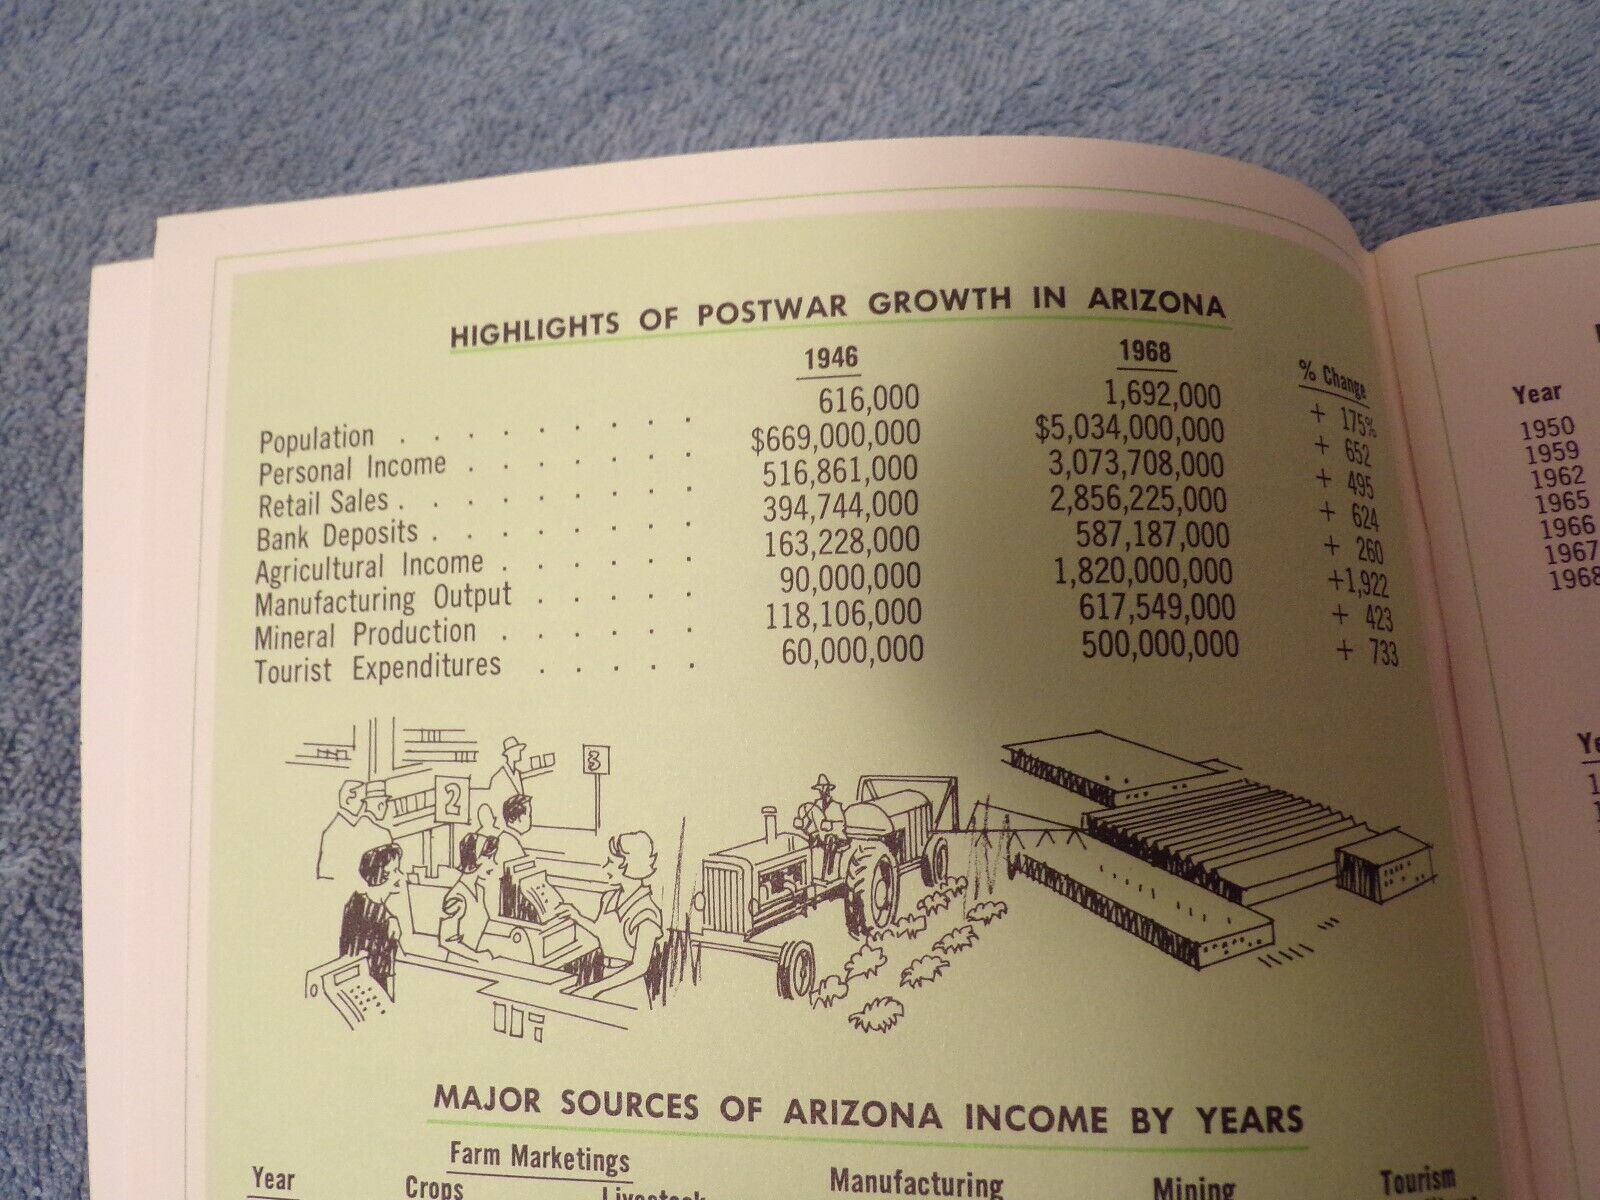 HIGHLIGHTS OF POSTWAR GROWTH IN ARIZONA
1946 1968 % Change
Population . . . . . . . . . 616,000 1,692,000 + 175%
Personal Income . . . . . . . $669,000,000 $5,034,000,000 + 652
Retail Sales . . . . . . . . . 516,861,000 3,073,708,000 + 495
Bank Deposits . . . . . . . . 394,744,000 2,856,225,000 + 624
Agricultural Income . . . . . . 163,228,000 587,187,000 + 260
Manufacturing Output . . . . . 90,000,000 1,820,000,000 +1,922
Mineral Production . . . . . . 118,106,000 617,549,000 + 423
Tourist Expenditures . . . . . 60,000,000 500,000,000 + 733
2
3
MAJOR SOURCES OF ARIZONA INCOME BY YEARS
Farm Marketings
Year Crops Livestock Manufacturing Mining Tourism
Year
1950
1959
1962
1965
1966
1967
1968